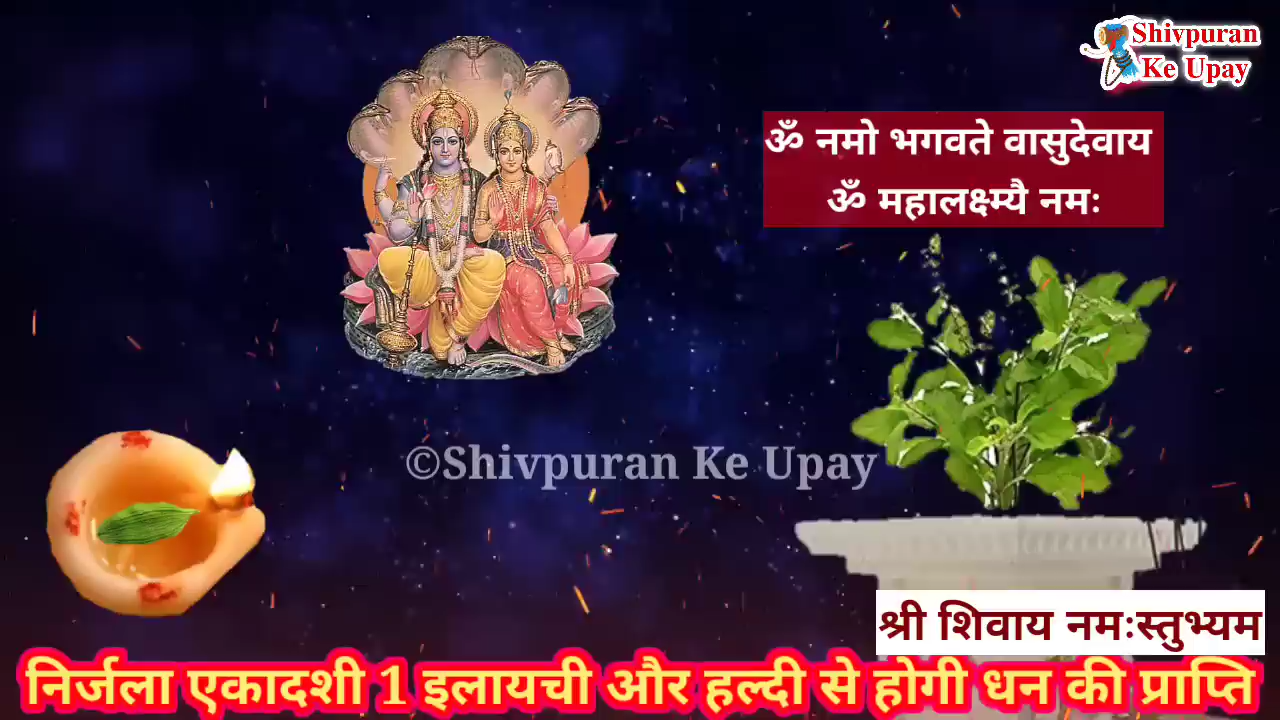 Shivpuran
Ke Upay
ॐ नमो भगवते वासुदेवाय
ॐ महालक्ष्म्यै नमः
©Shivpuran Ke Upay
श्री शिवाय नमःस्तुभ्यम
निर्जला एकादशी 1 इलायची और हल्दी से होगी धन की प्राप्ति